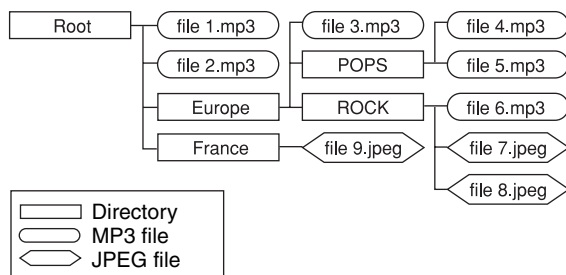 Root
file 1.mp3
file 3.mp3
file 4.mp3
file 2.mp3
POPS
file 5.mp3
Europe
ROCK
file 6.mp3
France
file 9.jpeg
file 7.jpeg
file 8.jpeg
Directory
MP3 file
JPEG file